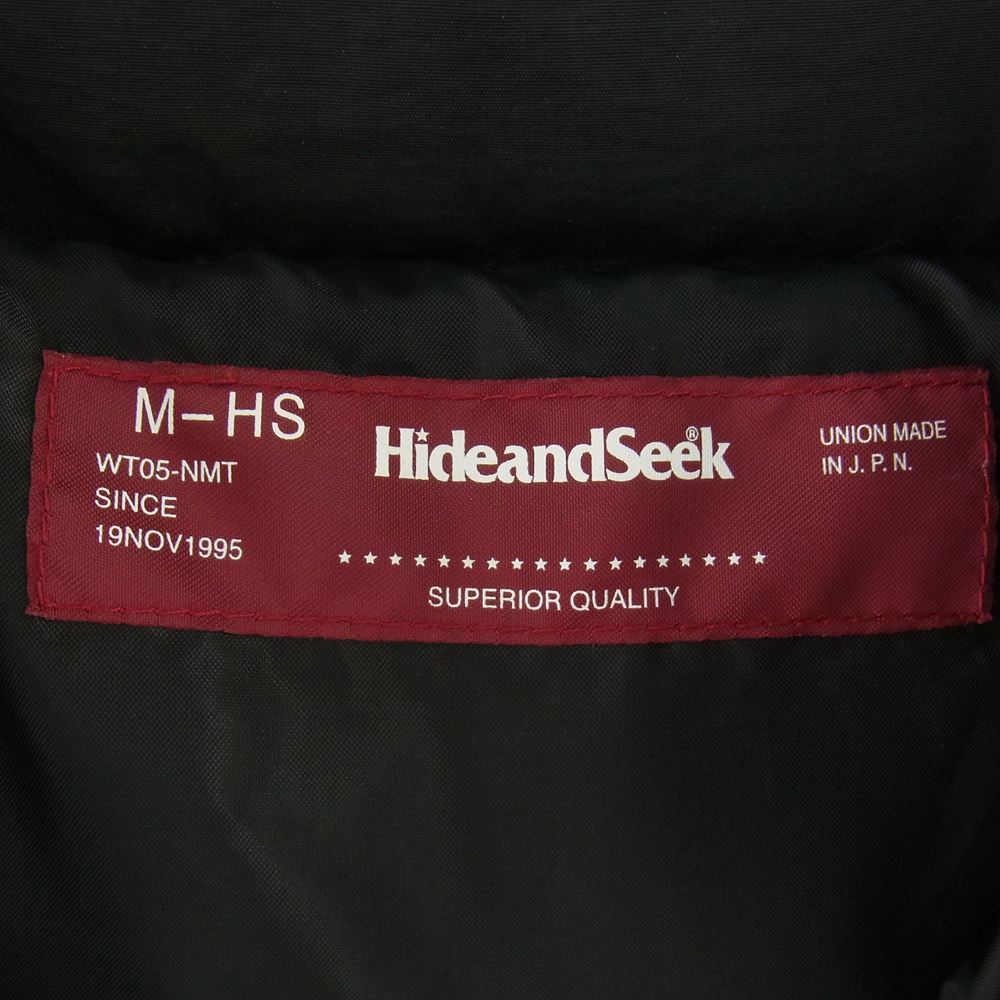 M-HS
WT05-NMT
SINCE
19NOV1995
HideandSeek®
UNION MADE
IN J. P. N.
★★★★★★★★★★★★★★★★★★
SUPERIOR QUALITY